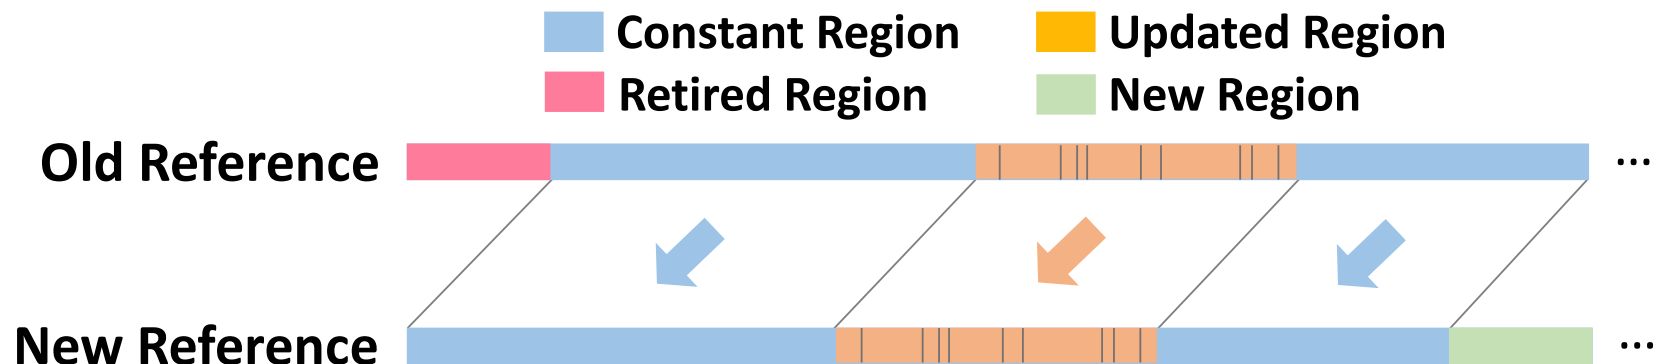 Constant Region Updated Region
Retired Region New Region
Old Reference ...
New Reference ...